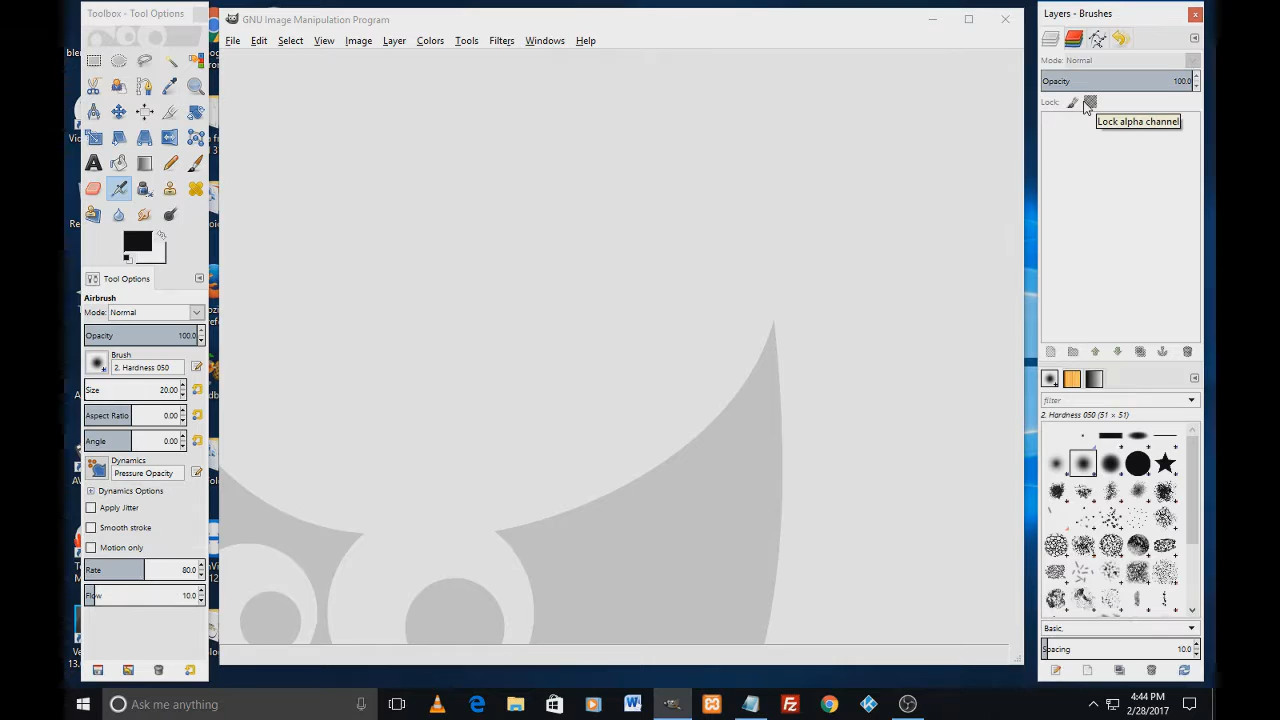 Toolbox - Tool Options
GNU Image Manipulation Program
Layers - Brushes
File Edit Select View Image Layer Colors Tools Filters Windows Help
Mode: Normal
Opacity 100.0
Lock:
Lock alpha channel
Tool Options
Airbrush
Mode: Normal
Opacity 100.0
Brush
2. Hardness 050
Size 20.00
Aspect Ratio 0.00
Angle 0.00
Dynamics
Pressure Opacity
Dynamics Options
Apply Jitter
Smooth stroke
Motion only
Rate 80.0
Flow 10.0
filter
2. Hardness 050 (51 × 51)
Basic,
Spacing 10.0
Ask me anything
4:44 PM
2/28/2017